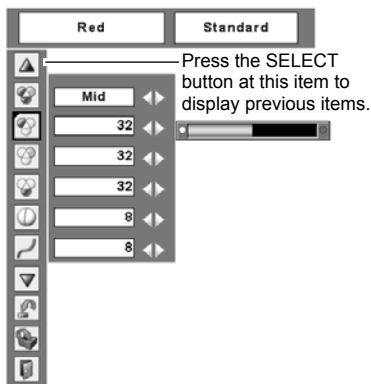 Red
Standard
Press the SELECT
button at this item to
display previous items.
Mid
32
32
32
8
8